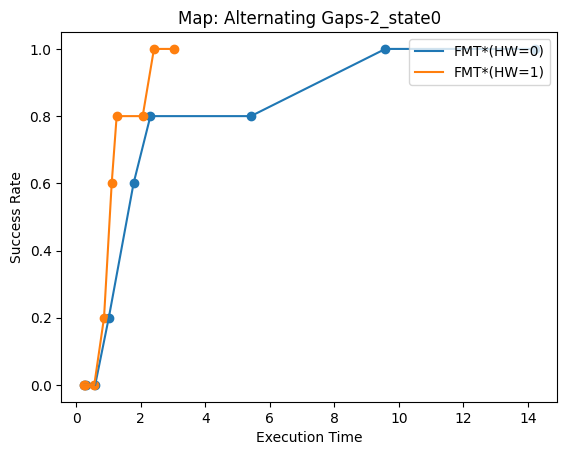 Map: Alternating Gaps-2_state0
FMT*(HW=0)
FMT*(HW=1)
Success Rate
1.0
0.8
0.6
0.4
0.2
0.0
0 2 4 6 8 10 12 14
Execution Time